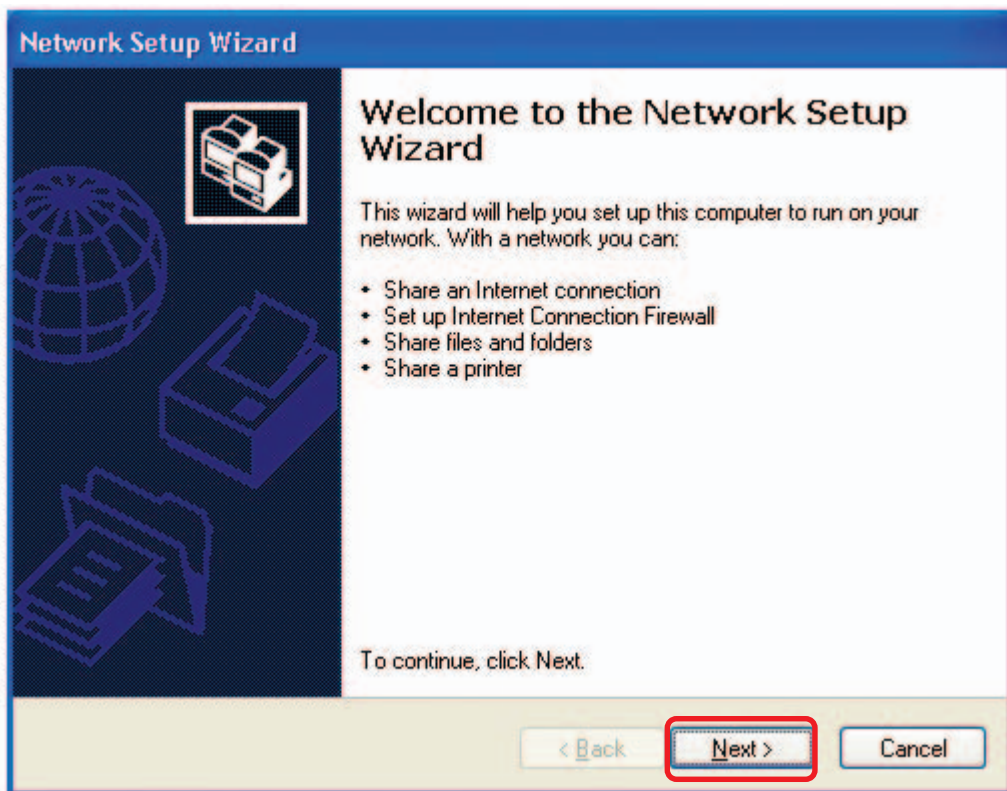 Network Setup Wizard
Welcome to the Network Setup
Wizard
This wizard will help you set up this computer to run on your
network. With a network you can:
• Share an Internet connection
• Set up Internet Connection Firewall
• Share files and folders
• Share a printer
To continue, click Next.
< Back Next > Cancel